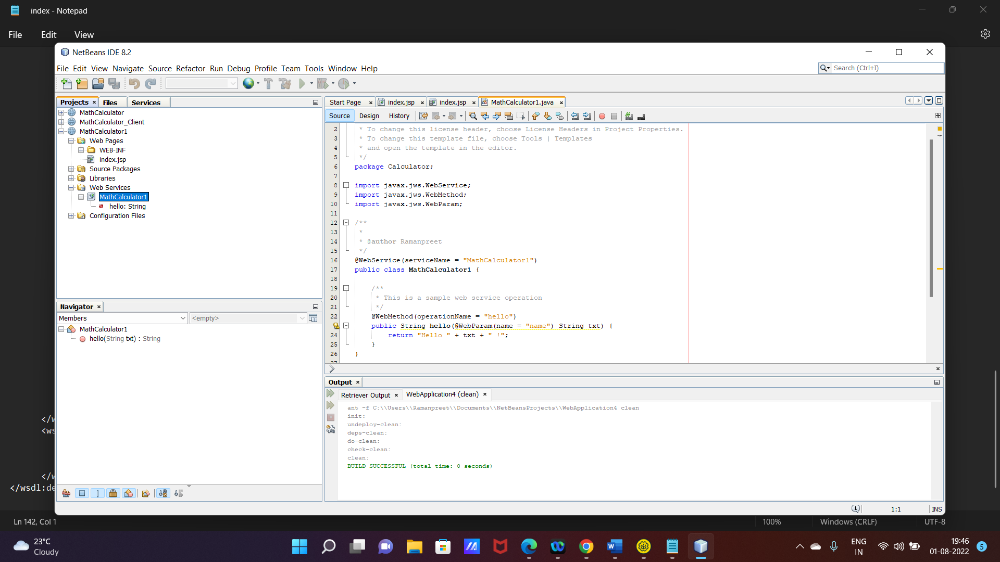 index - Notepad
File Edit View
NetBeans IDE 8.2
File Edit View Navigate Source Refactor Run Debug Profile Team Tools Window Help
Search (Ctrl+I)
Projects Files Services
MathCalculator
MathCalculator_Client
MathCalculator1
Web Pages
WEB-INF
index.jsp
Source Packages
Libraries
Web Services
MathCalculator1
hello: String
Configuration Files
Navigator
Members <empty>
MathCalculator1
hello(String txt) : String
Start Page index.jsp index.jsp MathCalculator1.java
Source Design History
2 * To change this license header, choose License Headers in Project Properties.
3 * To change this template file, choose Tools | Templates
4 * and open the template in the editor.
5 */
6 package Calculator;
7
8 import javax.jws.WebService;
9 import javax.jws.WebMethod;
10 import javax.jws.WebParam;
11
12 /**
13 *
14 * @author Ramanpreet
15 */
16 @WebService(serviceName = "MathCalculator1")
17 public class MathCalculator1 {
18
19 /**
20 * This is a sample web service operation
21 */
22 @WebMethod(operationName = "hello")
public String hello(@WebParam(name = "name") String txt) {
24 return "Hello " + txt + " !";
25 }
26 }
27
Output
Retriever Output WebApplication4 (clean)
ant -f C:\\Users\\Ramanpreet\\Documents\\NetBeansProjects\\WebApplication4 clean
init:
undeploy-clean:
deps-clean:
do-clean:
check-clean:
clean:
BUILD SUCCESSFUL (total time: 0 seconds)
1:1 INS
</w
<ws
</w
</wsdl:de
Ln 142, Col 1 100% Windows (CRLF) UTF-8
23°C
Cloudy
ENG
IN
19:46
01-08-2022
5